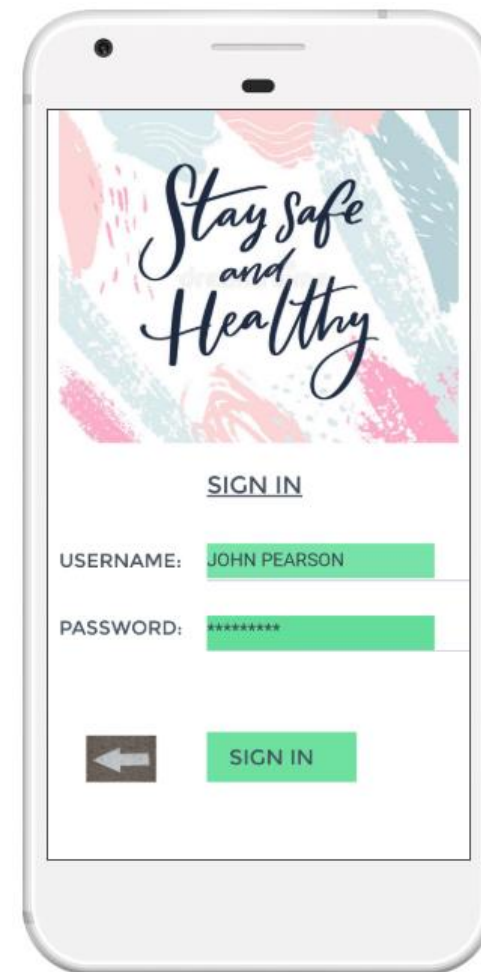 Stay safe
and
Healthy
SIGN IN
USERNAME: JOHN PEARSON
PASSWORD: *********
SIGN IN